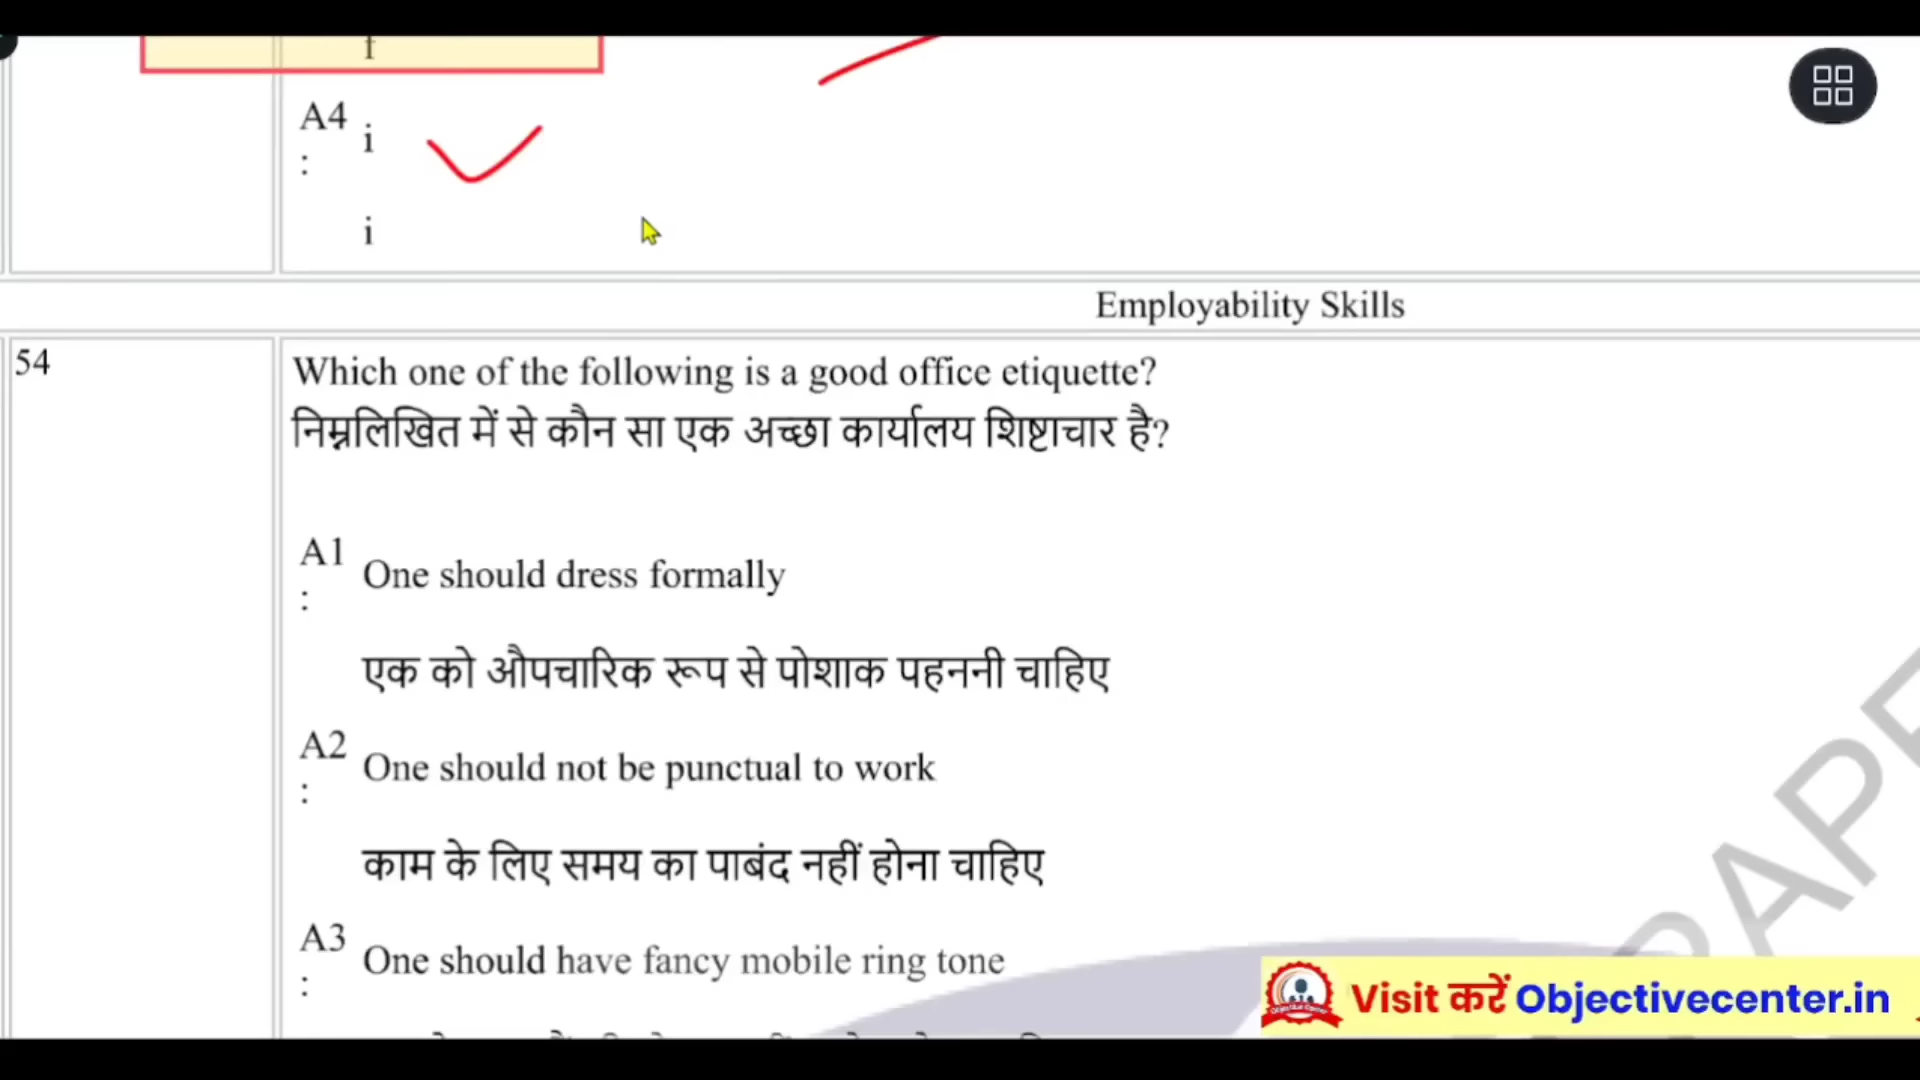 f
A4
:
i
i
Employability Skills
54
Which one of the following is a good office etiquette?
निम्नलिखित में से कौन सा एक अच्छा कार्यालय शिष्टाचार है?
A1
:
One should dress formally
एक को औपचारिक रूप से पोशाक पहननी चाहिए
A2
:
One should not be punctual to work
काम के लिए समय का पाबंद नहीं होना चाहिए
A3
:
One should have fancy mobile ring tone
Visit करें Objectivecenter.in